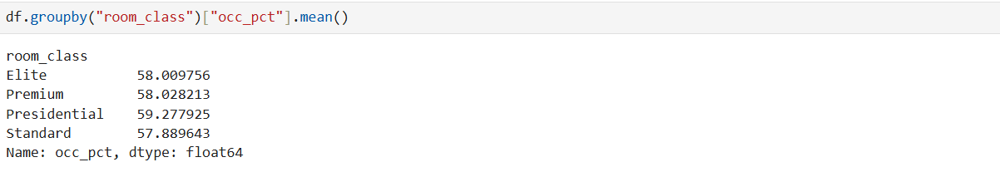 df.groupby("room_class")["occ_pct"].mean()
room_class
Elite           58.009756
Premium         58.028213
Presidential    59.277925
Standard        57.889643
Name: occ_pct, dtype: float64